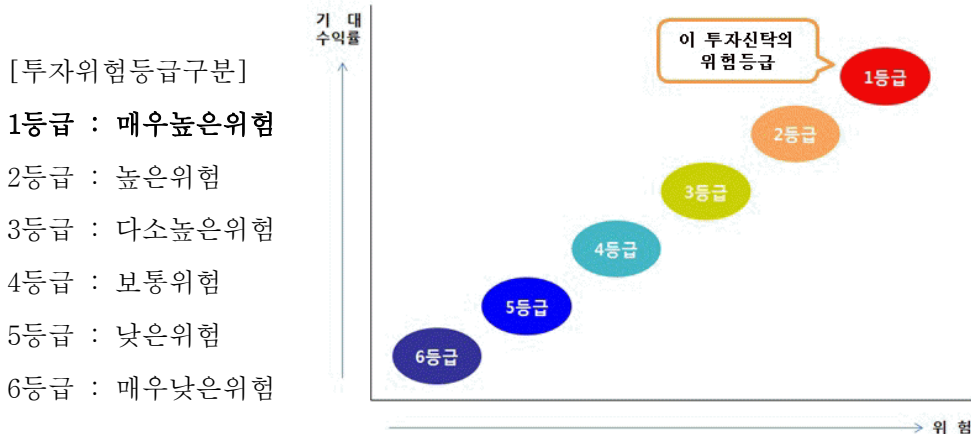 [투자위험등급구분]
1등급 : 매우높은위험
2등급 : 높은위험
3등급 : 다소높은위험
4등급 : 보통위험
5등급 : 낮은위험
6등급 : 매우낮은위험
기 대
수익률
이 투자신탁의
위험등급
1등급
2등급
3등급
4등급
5등급
6등급
위 험